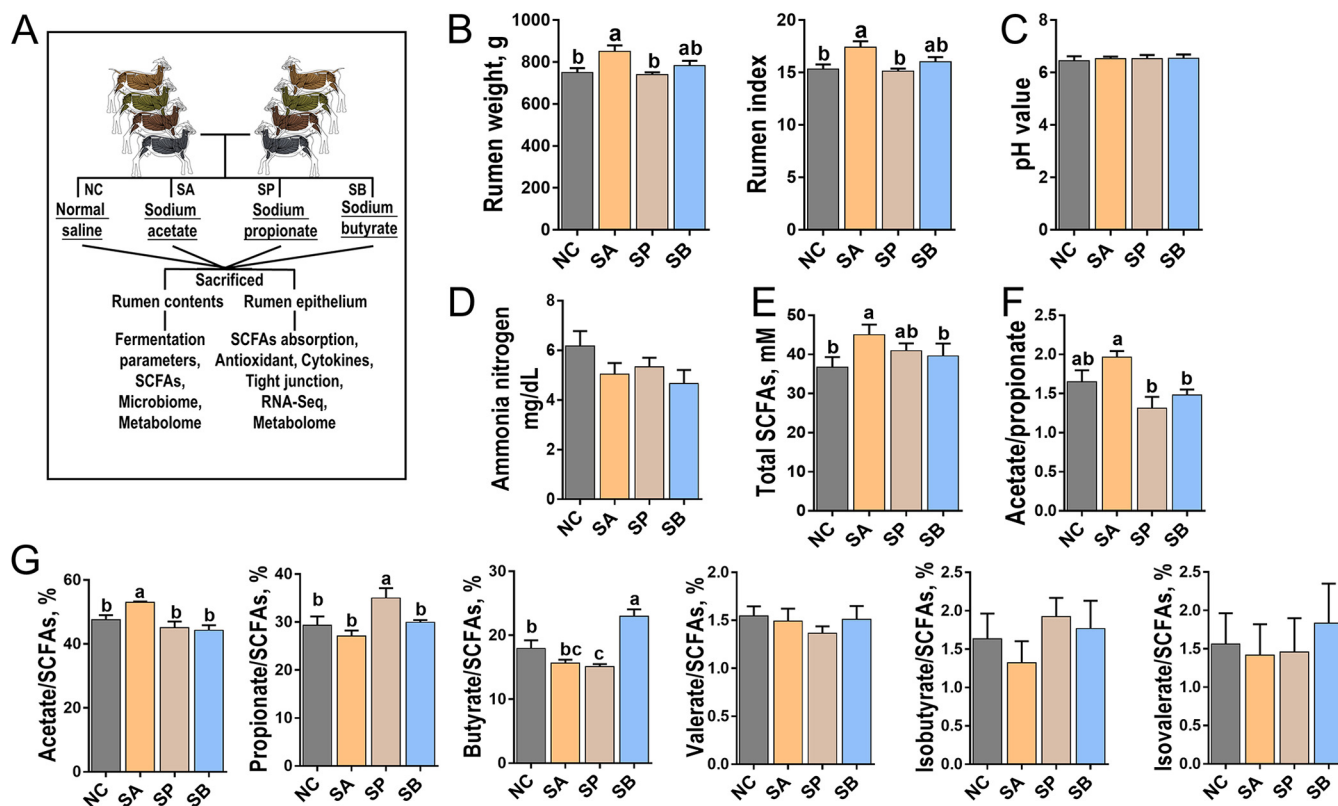 A
NC
SA
SP
SB
Normal
saline
Sodium
acetate
Sodium
propionate
Sodium
butyrate
Sacrificed
Rumen contents
Rumen epithelium
Fermentation
parameters,
SCFAs,
Microbiome,
Metabolome
SCFAs absorption,
Antioxidant, Cytokines,
Tight junction,
RNA-Seq,
Metabolome
B
Rumen weight, g
1000
800
600
400
200
0
b
a
b
ab
NC
SA
SP
SB
Rumen index
20
15
10
5
0
b
a
b
ab
NC
SA
SP
SB
C
pH value
8
6
4
2
0
NC
SA
SP
SB
D
Ammonia nitrogen
mg/dL
8
6
4
2
0
NC
SA
SP
SB
E
Total SCFAs, mM
50
40
30
20
10
0
b
a
ab
b
NC
SA
SP
SB
F
Acetate/propionate
2.5
2.0
1.5
1.0
0.5
0.0
ab
a
b
b
NC
SA
SP
SB
G
Acetate/SCFAs, %
60
40
20
0
b
a
b
b
NC
SA
SP
SB
Propionate/SCFAs, %
40
30
20
10
0
b
b
a
b
NC
SA
SP
SB
Butyrate/SCFAs, %
30
20
10
0
b
bc
c
a
NC
SA
SP
SB
Valerate/SCFAs, %
2.0
1.5
1.0
0.5
0.0
NC
SA
SP
SB
Isobutyrate/SCFAs, %
2.5
2.0
1.5
1.0
0.5
0.0
NC
SA
SP
SB
Isovalerate/SCFAs, %
2.5
2.0
1.5
1.0
0.5
0.0
NC
SA
SP
SB